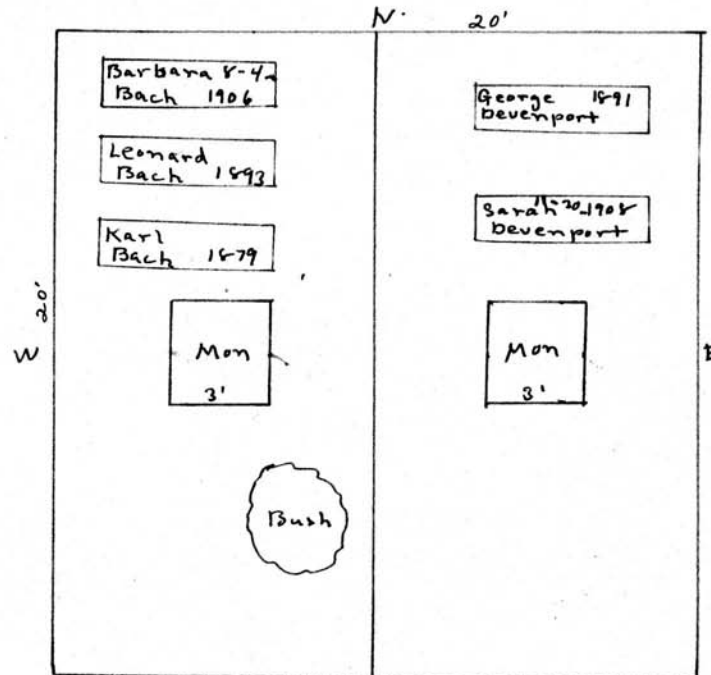 N.
20'
Barbara 8-4-
Bach 1906
Leonard
Bach 1893
Karl
Bach 1879
George 1891
Devenport
Sarah 11-20-1908
Devenport
20'
W
E
Mon
3'
Mon
3'
Bush